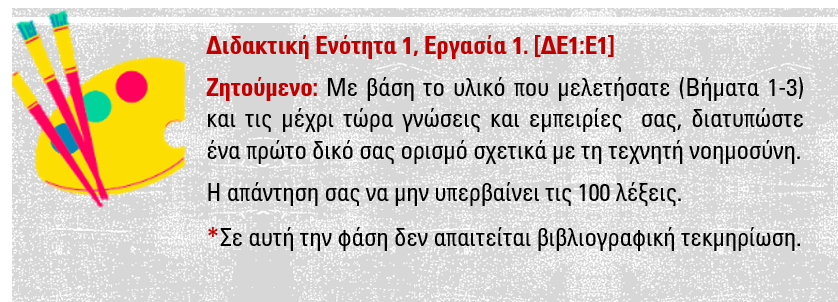 Διδακτική Ενότητα 1, Εργασία 1. [ΔΕ1:Ε1]
Ζητούμενο: Με βάση το υλικό που μελετήσατε (Βήματα 1-3)
και τις μέχρι τώρα γνώσεις και εμπειρίες σας, διατυπώστε
ένα πρώτο δικό σας ορισμό σχετικά με τη τεχνητή νοημοσύνη.
Η απάντηση σας να μην υπερβαίνει τις 100 λέξεις.
*Σε αυτή την φάση δεν απαιτείται βιβλιογραφική τεκμηρίωση.